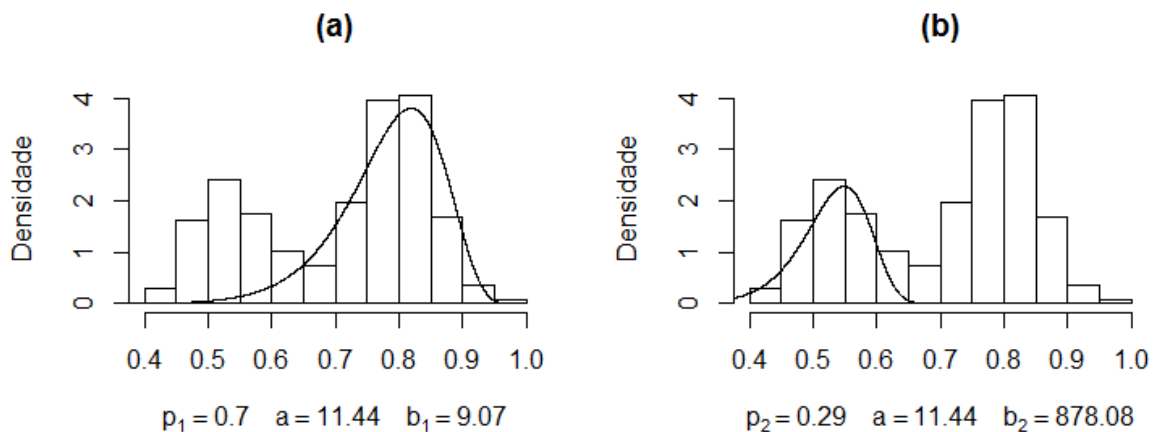 (a)
Densidade
4
3
2
1
0
0.4 0.5 0.6 0.7 0.8 0.9 1.0
p₁ = 0.7 a = 11.44 b₁ = 9.07
(b)
Densidade
4
3
2
1
0
0.4 0.5 0.6 0.7 0.8 0.9 1.0
p₂ = 0.29 a = 11.44 b₂ = 878.08